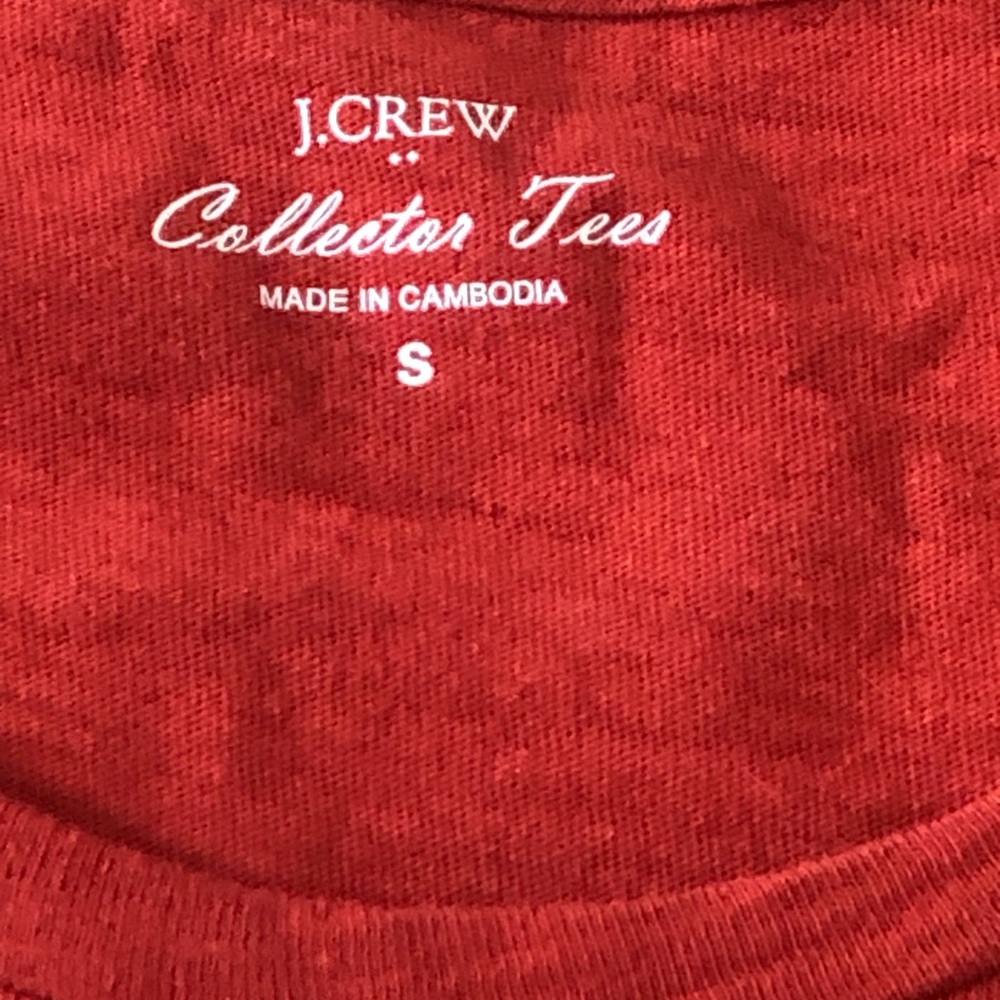 J.CREW
Collector Tees
MADE IN CAMBODIA
S